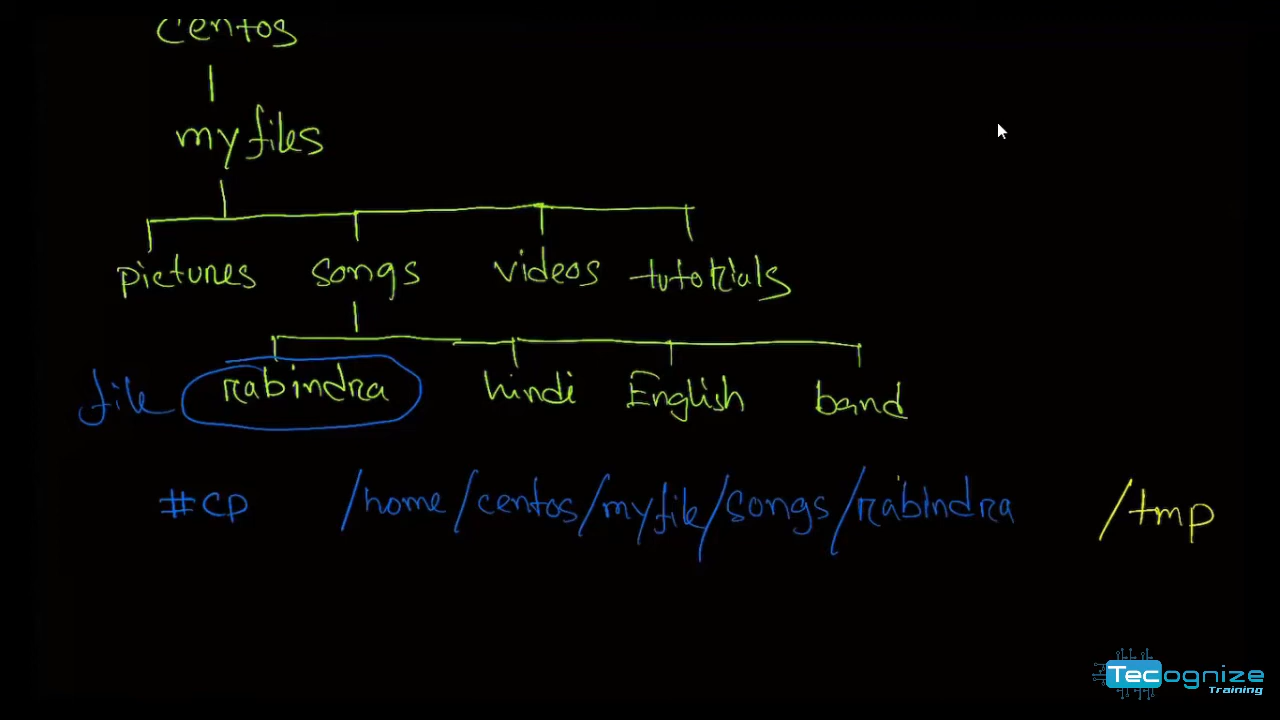 centos
myfiles
pictures songs videos tutorials
file rabindra hindi English band
#cp /home/centos/myfile/songs/rabindra /tmp
Tecognize
Training